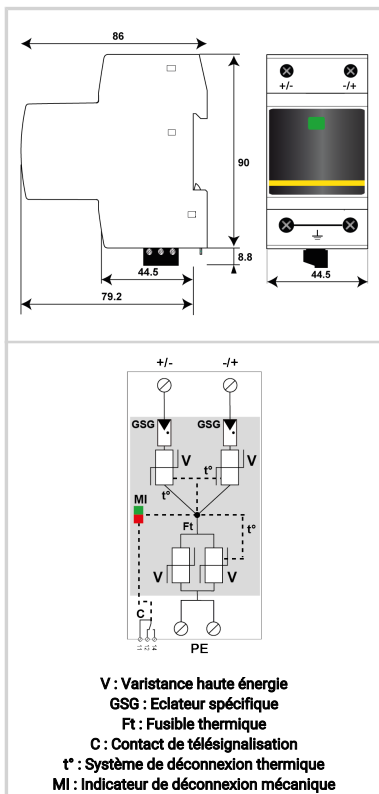 86
+/-
-/+
90
8.8
44.5
44.5
79.2
+/-
-/+
GSG
GSG
V
V
t°
t°
MI
Ft
t°
V
V
C
PE
V : Varistance haute énergie
GSG : Eclateur spécifique
Ft : Fusible thermique
C : Contact de télésignalisation
t° : Système de déconnexion thermique
MI : Indicateur de déconnexion mécanique